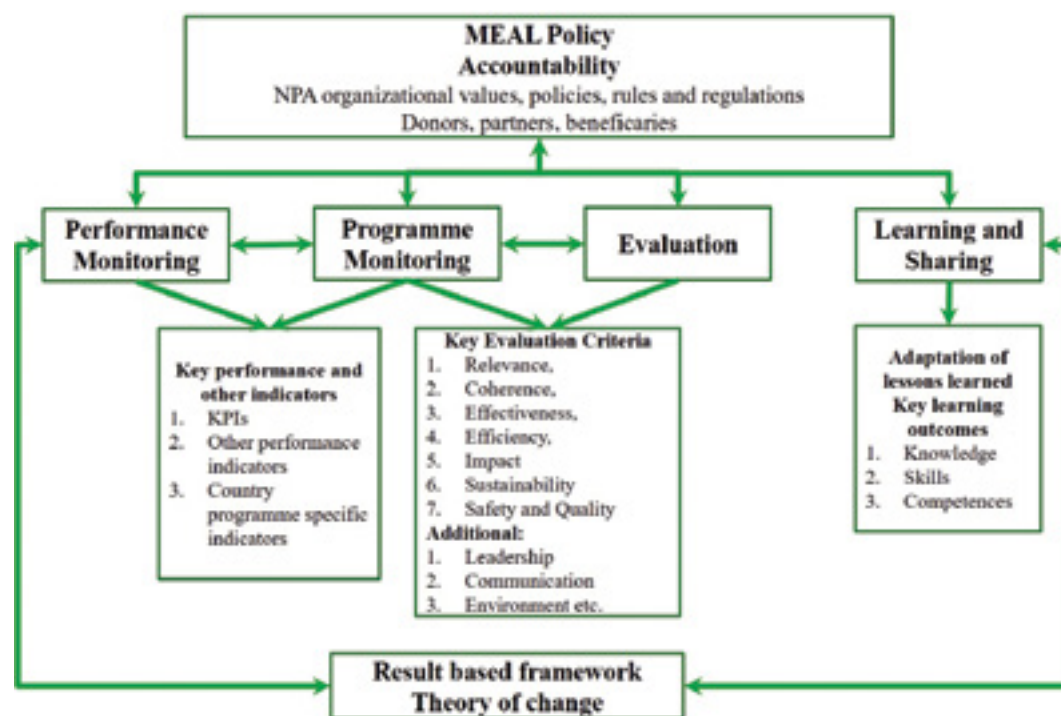 MEAL Policy
Accountability
NPA organizational values, policies, rules and regulations
Donors, partners, beneficaries
Performance
Monitoring
Programme
Monitoring
Evaluation
Learning and
Sharing
Key performance and
other indicators
1. KPIs
2. Other performance
indicators
3. Country
programme specific
indicators
Key Evaluation Criteria
1. Relevance,
2. Coherence,
3. Effectiveness,
4. Efficiency,
5. Impact
6. Sustainability
7. Safety and Quality
Additional:
1. Leadership
2. Communication
3. Environment etc.
Adaptation of
lessons learned
Key learning
outcomes
1. Knowledge
2. Skills
3. Competences
Result based framework
Theory of change